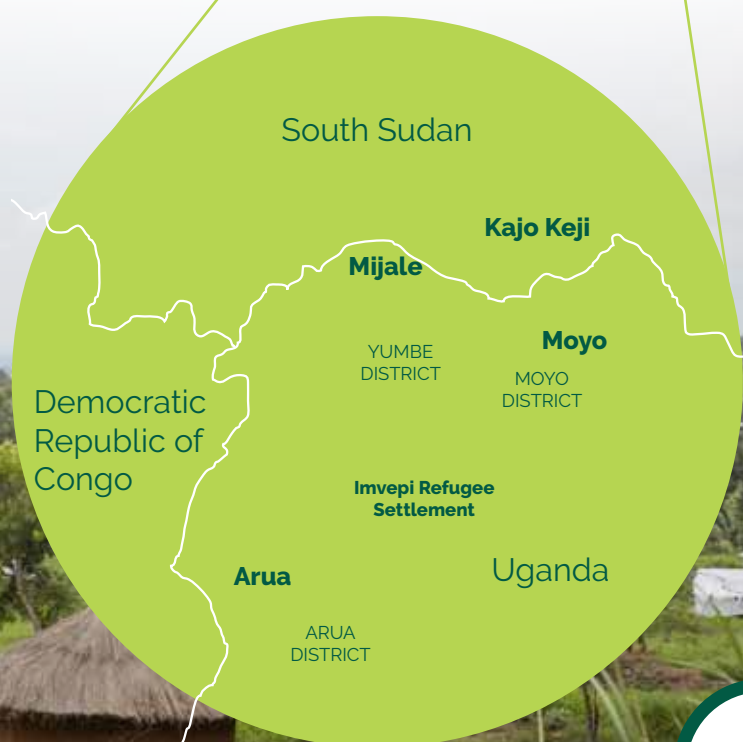 South Sudan
Kajo Keji
Mijale
Moyo
YUMBE
DISTRICT
MOYO
DISTRICT
Democratic
Republic of
Congo
Imvepi Refugee
Settlement
Uganda
Arua
ARUA
DISTRICT